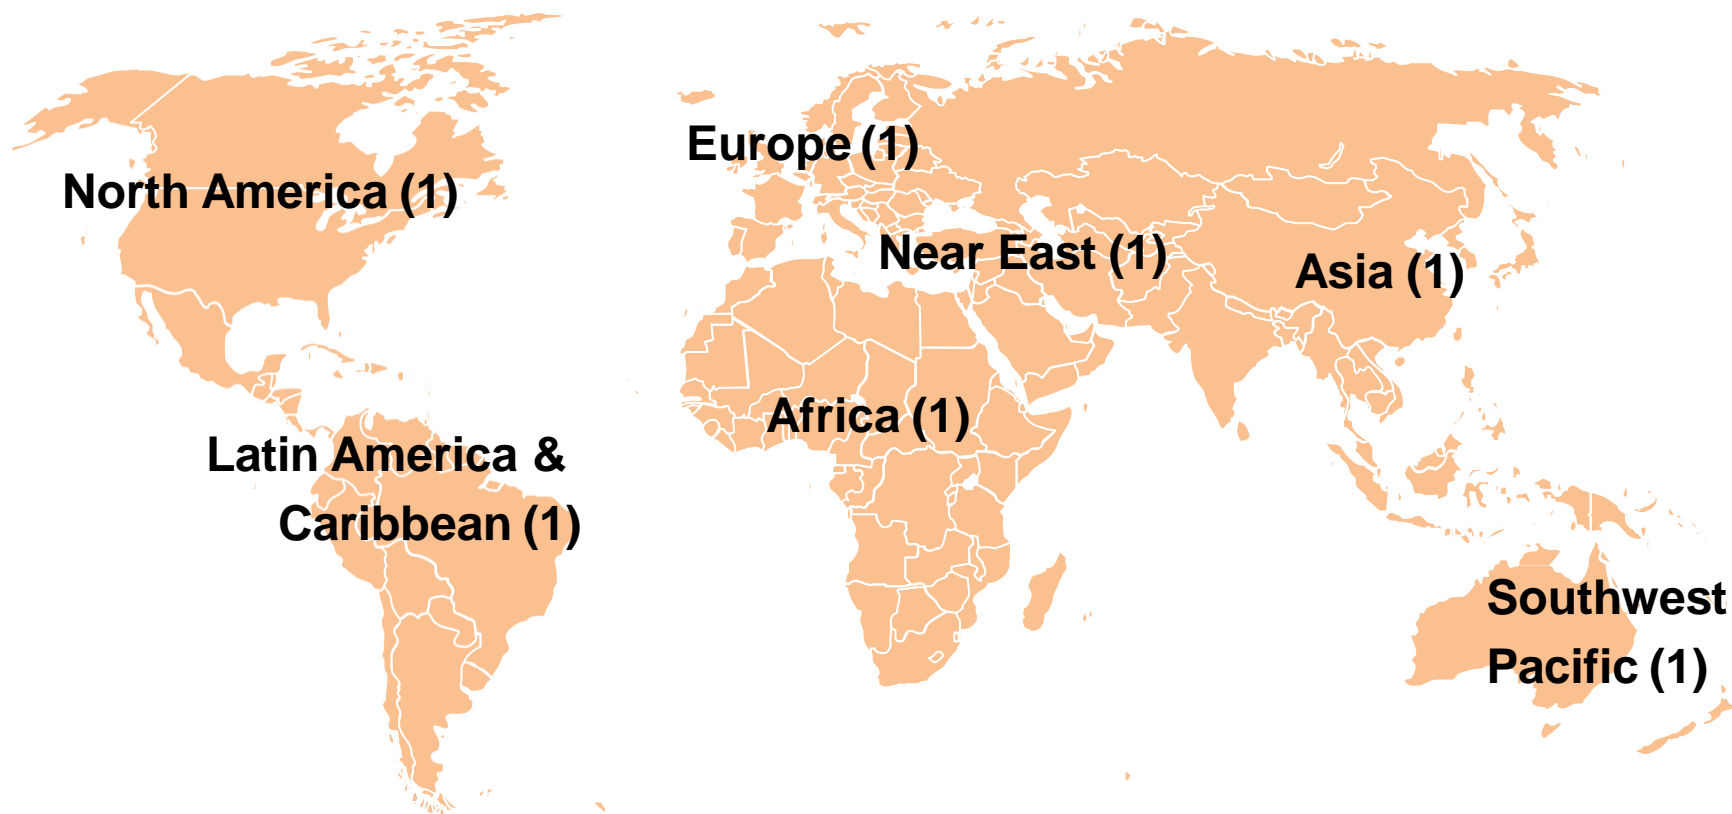 Europe (1)
North America (1)
Near East (1)
Asia (1)
Africa (1)
Latin America &
Caribbean (1)
Southwest
Pacific (1)